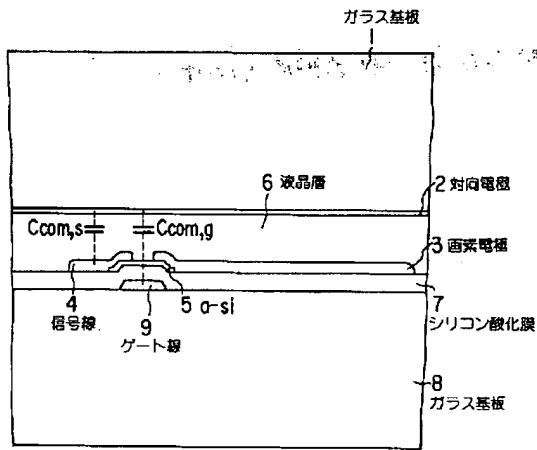 ガラス基板
6 液晶層
2 対向電極
Ccom,s
Ccom,g
3 画素電極
4
信号線
9
ゲート線
5 a-si
7
シリコン酸化膜
8
ガラス基板